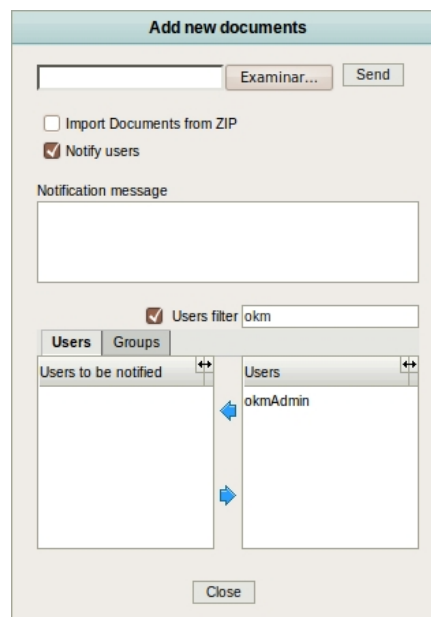 Add new documents
Examinar... Send
Import Documents from ZIP
Notify users
Notification message
Users filter okm
Users Groups
Users to be notified Users
okmAdmin
Close